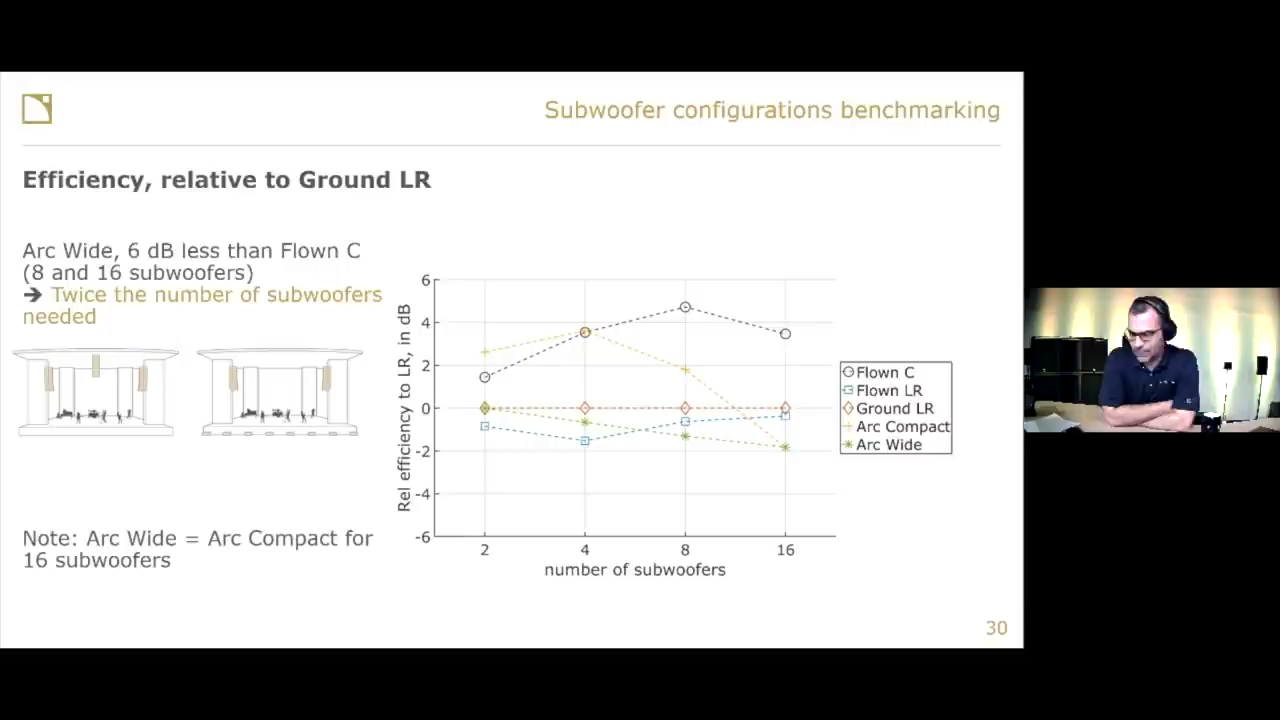 Subwoofer configurations benchmarking
Efficiency, relative to Ground LR
Arc Wide, 6 dB less than Flown C
(8 and 16 subwoofers)
➔ Twice the number of subwoofers
needed
Note: Arc Wide = Arc Compact for
16 subwoofers
Rel efficiency to LR, in dB
6
4
2
0
-2
-4
-6
2 4 8 16
number of subwoofers
Flown C
Flown LR
Ground LR
Arc Compact
Arc Wide
30